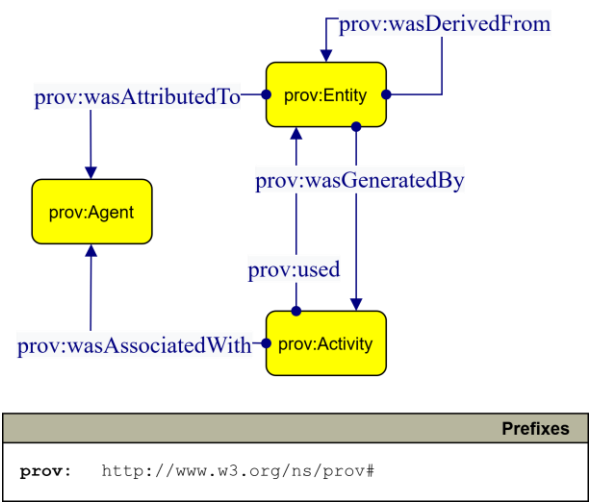 prov:wasDerivedFrom
prov:wasAttributedTo
prov:Entity
prov:wasGeneratedBy
prov:Agent
prov:used
prov:wasAssociatedWith
prov:Activity
Prefixes
prov: http://www.w3.org/ns/prov#